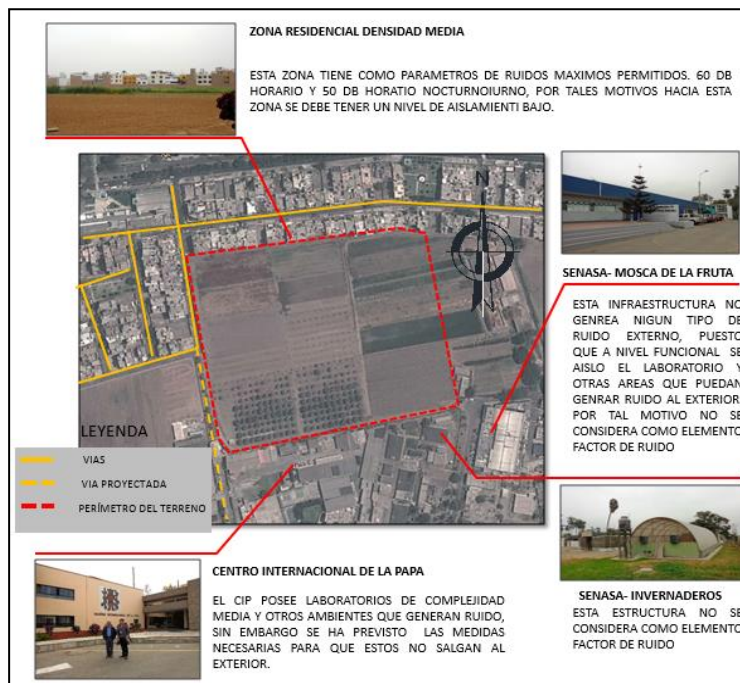 ZONA RESIDENCIAL DENSIDAD MEDIA
ESTA ZONA TIENE COMO PARAMETROS DE RUIDOS MAXIMOS PERMITIDOS. 60 DB
HORARIO Y 50 DB HORATIO NOCTURNOIURNO, POR TALES MOTIVOS HACIA ESTA
ZONA SE DEBE TENER UN NIVEL DE AISLAMIENTI BAJO.
N
N
SENASA- MOSCA DE LA FRUTA
ESTA INFRAESTRUCTURA NO
GENREA NIGUN TIPO DE
RUIDO EXTERNO, PUESTO
QUE A NIVEL FUNCIONAL SE
AISLO EL LABORATORIO Y
OTRAS AREAS QUE PUEDAN
GENRAR RUIDO AL EXTERIOR
POR TAL MOTIVO NO SE
CONSIDERA COMO ELEMENTO
FACTOR DE RUIDO
LEYENDA
VIAS
VIA PROYECTADA
PERÍMETRO DEL TERRENO
CENTRO INTERNACIONAL DE LA PAPA
EL CIP POSEE LABORATORIOS DE COMPLEJIDAD
MEDIA Y OTROS AMBIENTES QUE GENERAN RUIDO,
SIN EMBARGO SE HA PREVISTO LAS MEDIDAS
NECESARIAS PARA QUE ESTOS NO SALGAN AL
EXTERIOR.
SENASA- INVERNADEROS
ESTA ESTRUCTURA NO SE
CONSIDERA COMO ELEMENTO
FACTOR DE RUIDO